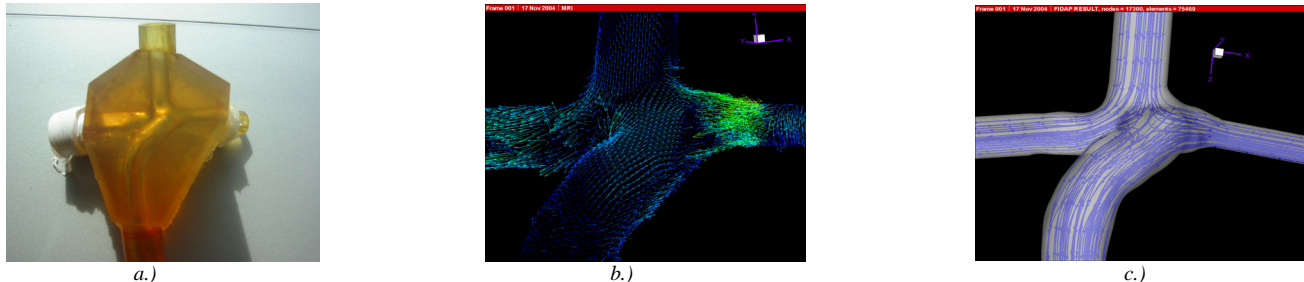 Frame 001 | 17 Nov 2004 | MRI
Frame 001 | 17 Nov 2004 | FIDAP RESULT, nodes = 17300, elements = 75469
Y X
Y X
Z
a.)
b.)
c.)